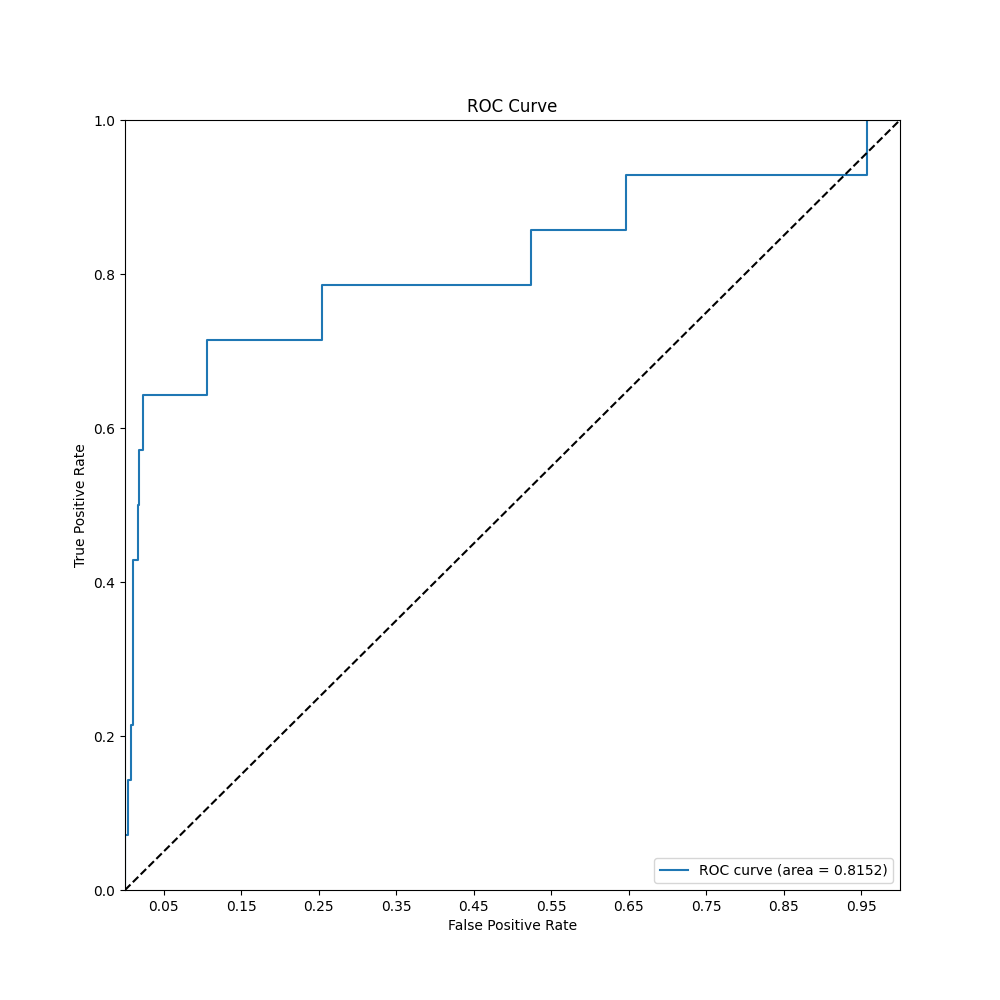 ROC Curve
1.0
0.8
0.6
0.4
0.2
0.0
True Positive Rate
0.05 0.15 0.25 0.35 0.45 0.55 0.65 0.75 0.85 0.95
False Positive Rate
ROC curve (area = 0.8152)